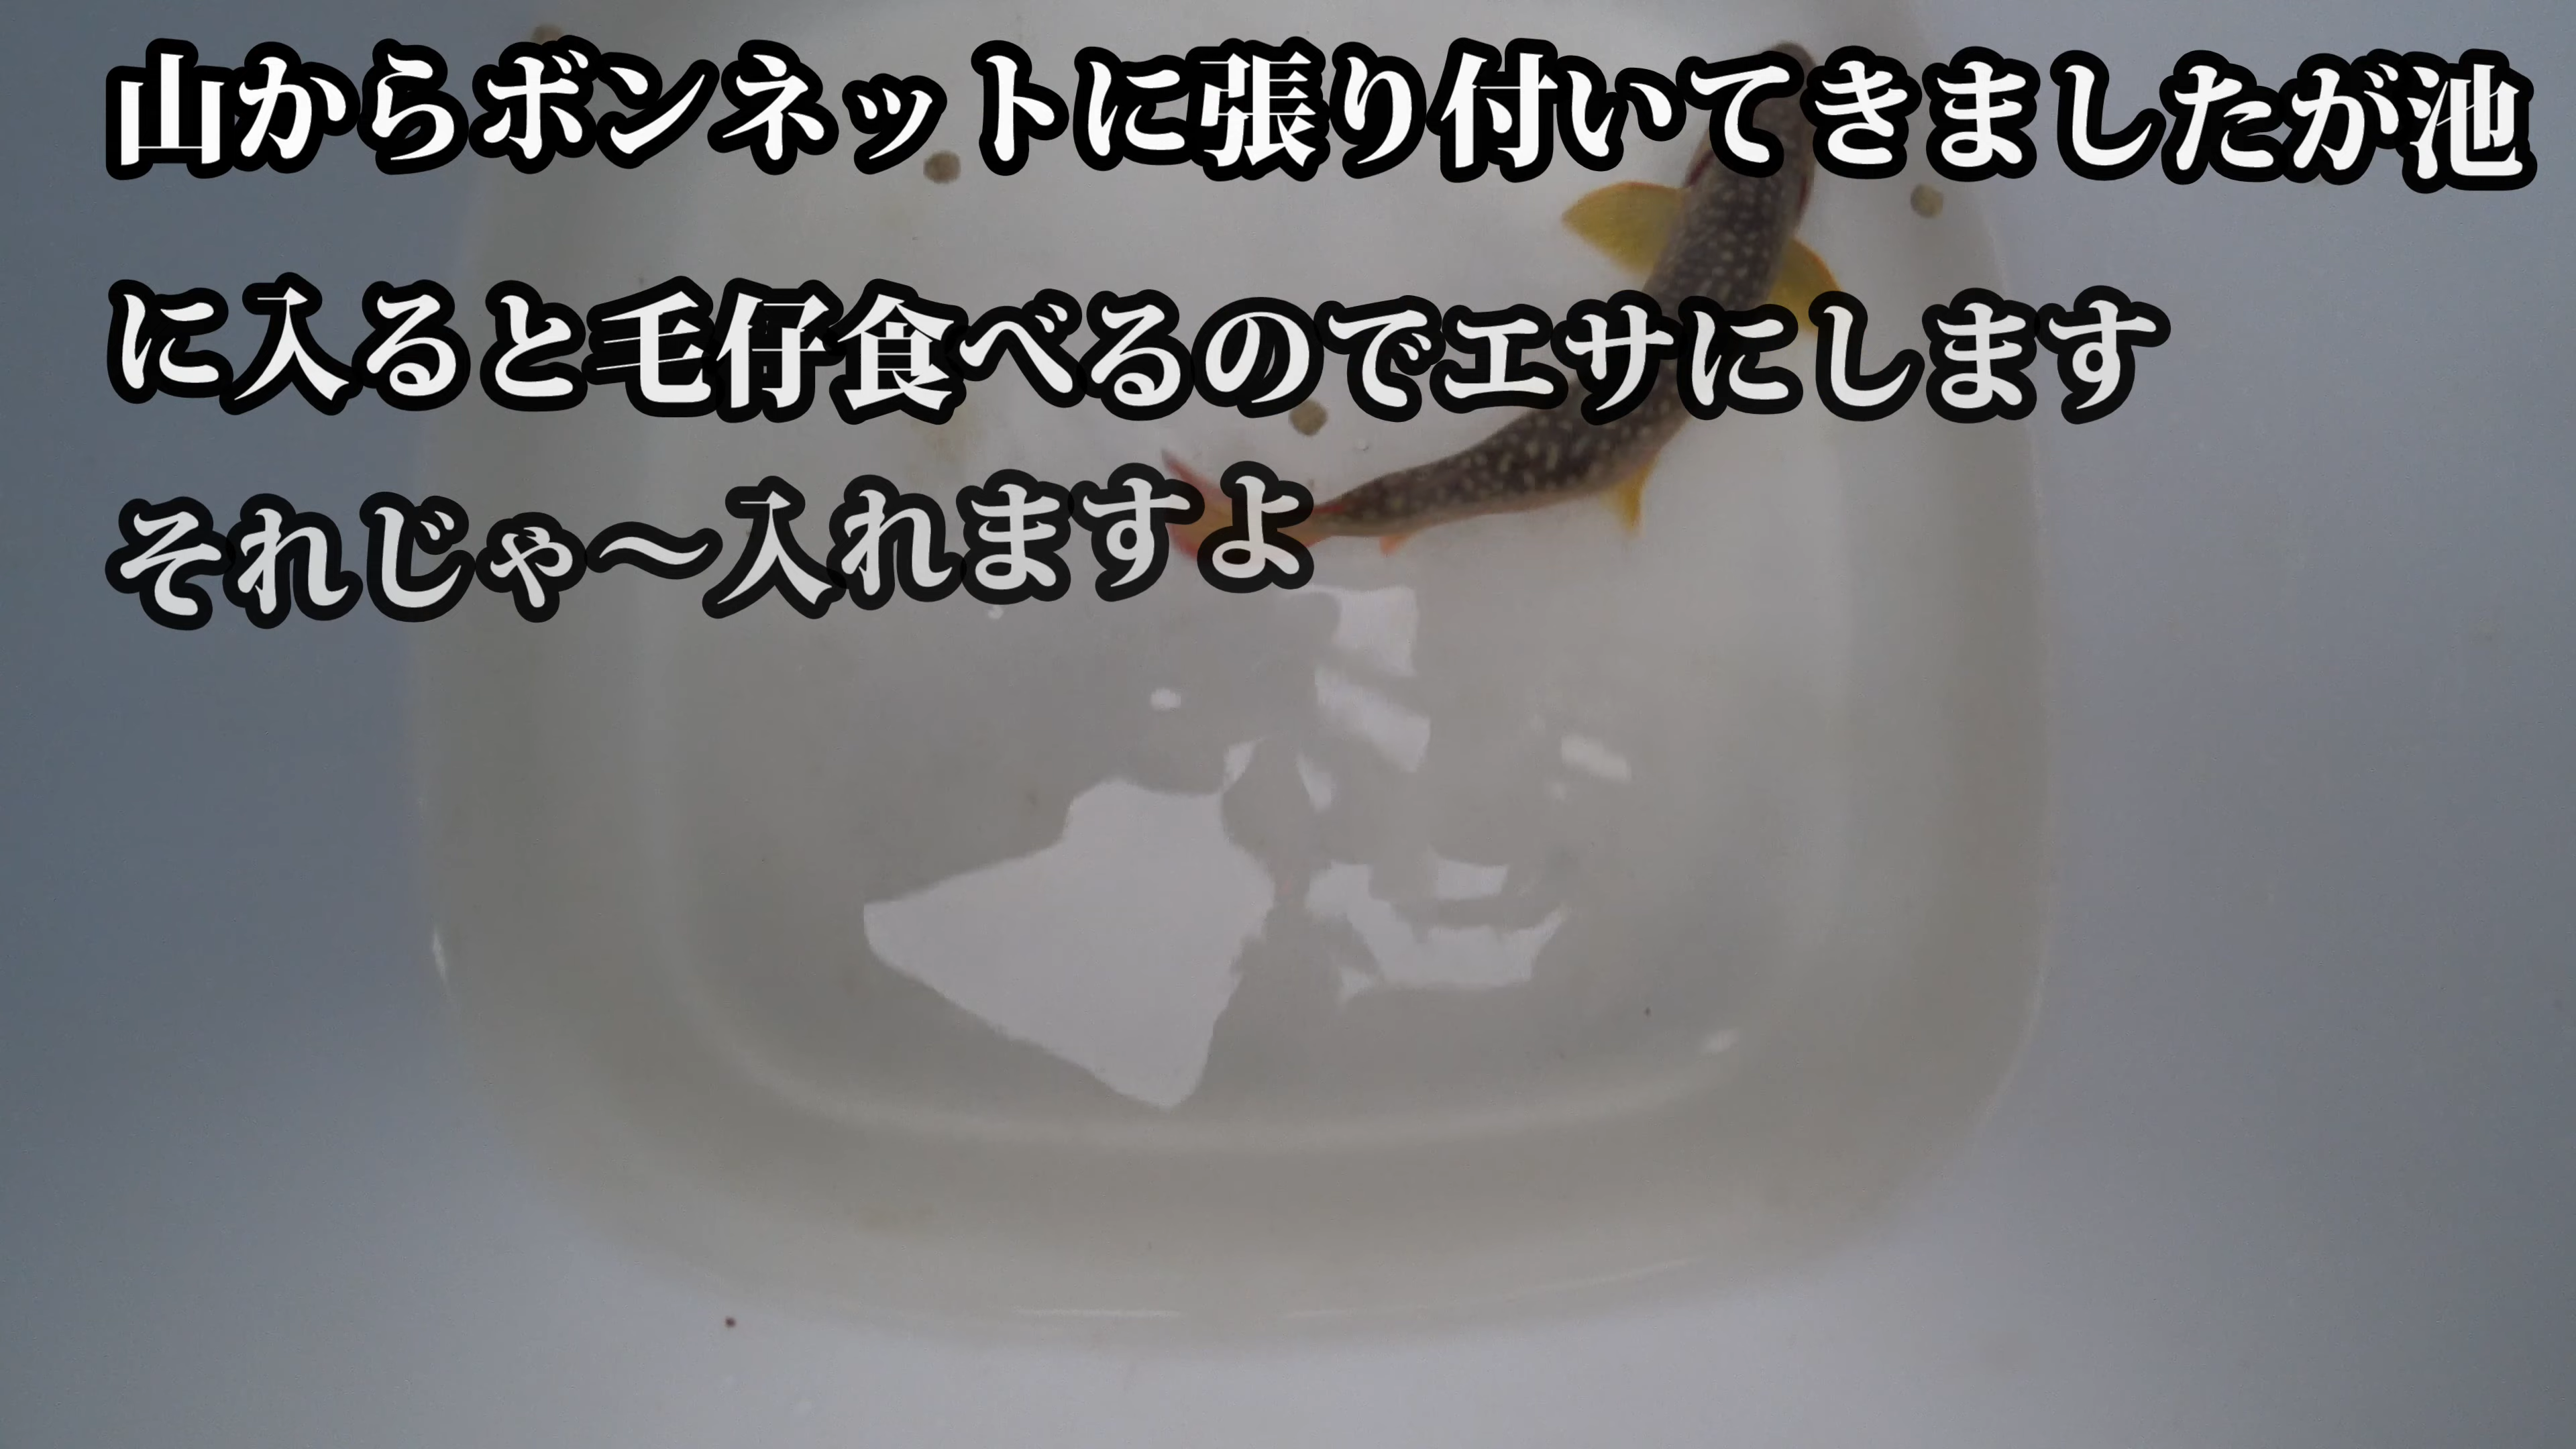 山からボンネットに張り付いてきましたが池
に入ると毛仔食べるのでエサにします
それじゃ～入れますよ